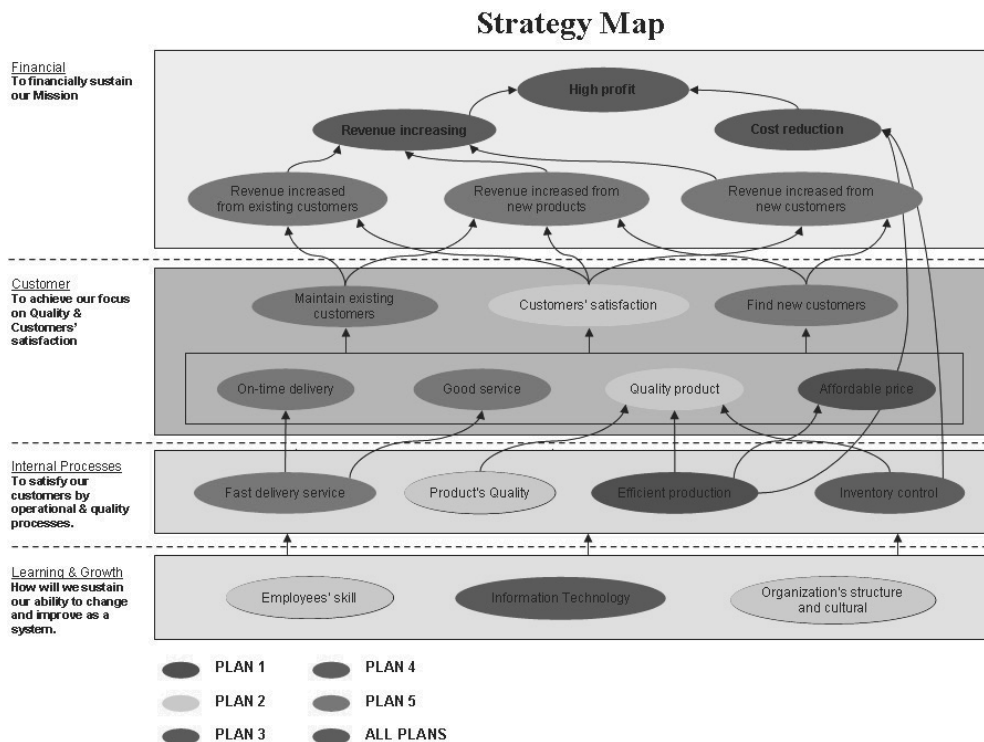 Strategy Map
Financial
To financially sustain
our Mission
High profit
Revenue increasing
Cost reduction
Revenue increased
from existing customers
Revenue increased from
new products
Revenue increased from
new customers
Customer
To achieve our focus
on Quality &
Customers'
satisfaction
Maintain existing
customers
Customers' satisfaction
Find new customers
On-time delivery
Good service
Quality product
Affordable price
Internal Processes
To satisfy our
customers by
operational & quality
processes.
Fast delivery service
Product's Quality
Efficient production
Inventory control
Learning & Growth
How will we sustain
our ability to change
and improve as a
system.
Employees' skill
Information Technology
Organization's structure
and cultural
PLAN 1
PLAN 4
PLAN 2
PLAN 5
PLAN 3
ALL PLANS